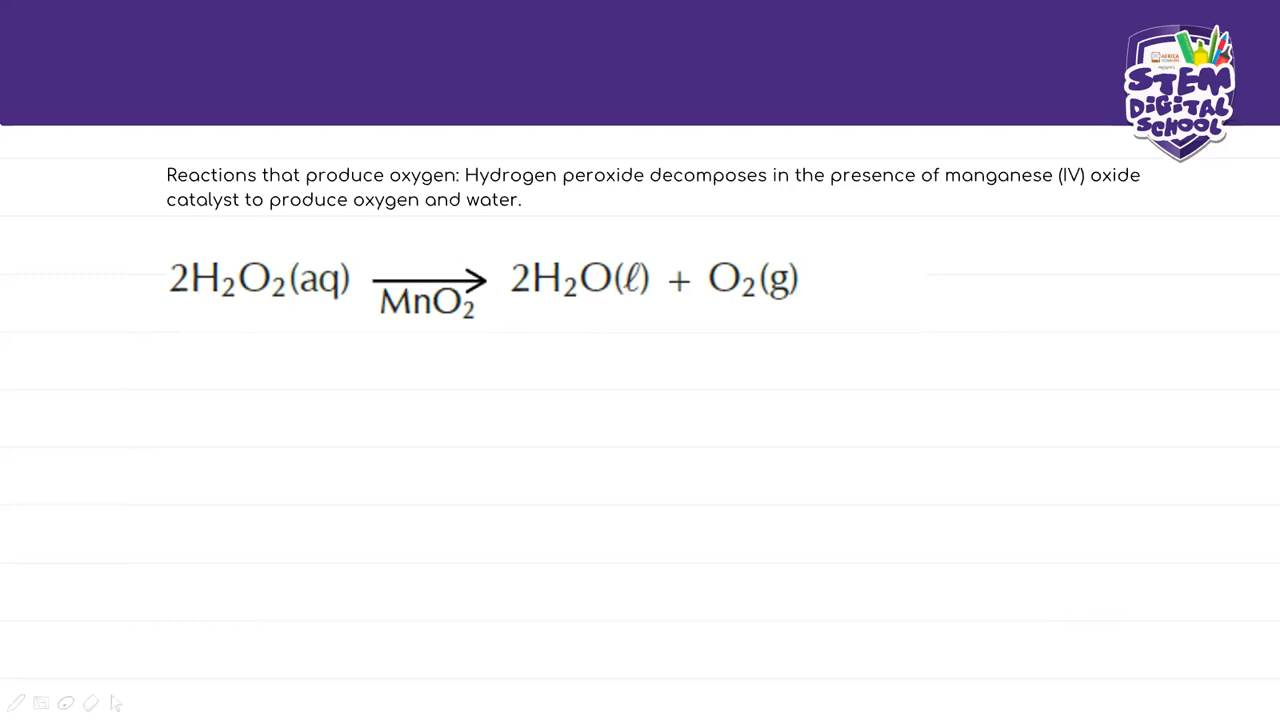 AFRICA
STEM
DIGITAL
SCHOOL
Reactions that produce oxygen: Hydrogen peroxide decomposes in the presence of manganese (IV) oxide
catalyst to produce oxygen and water.
2H₂O₂(aq) → 2H₂O(ℓ) + O₂(g)
MnO₂